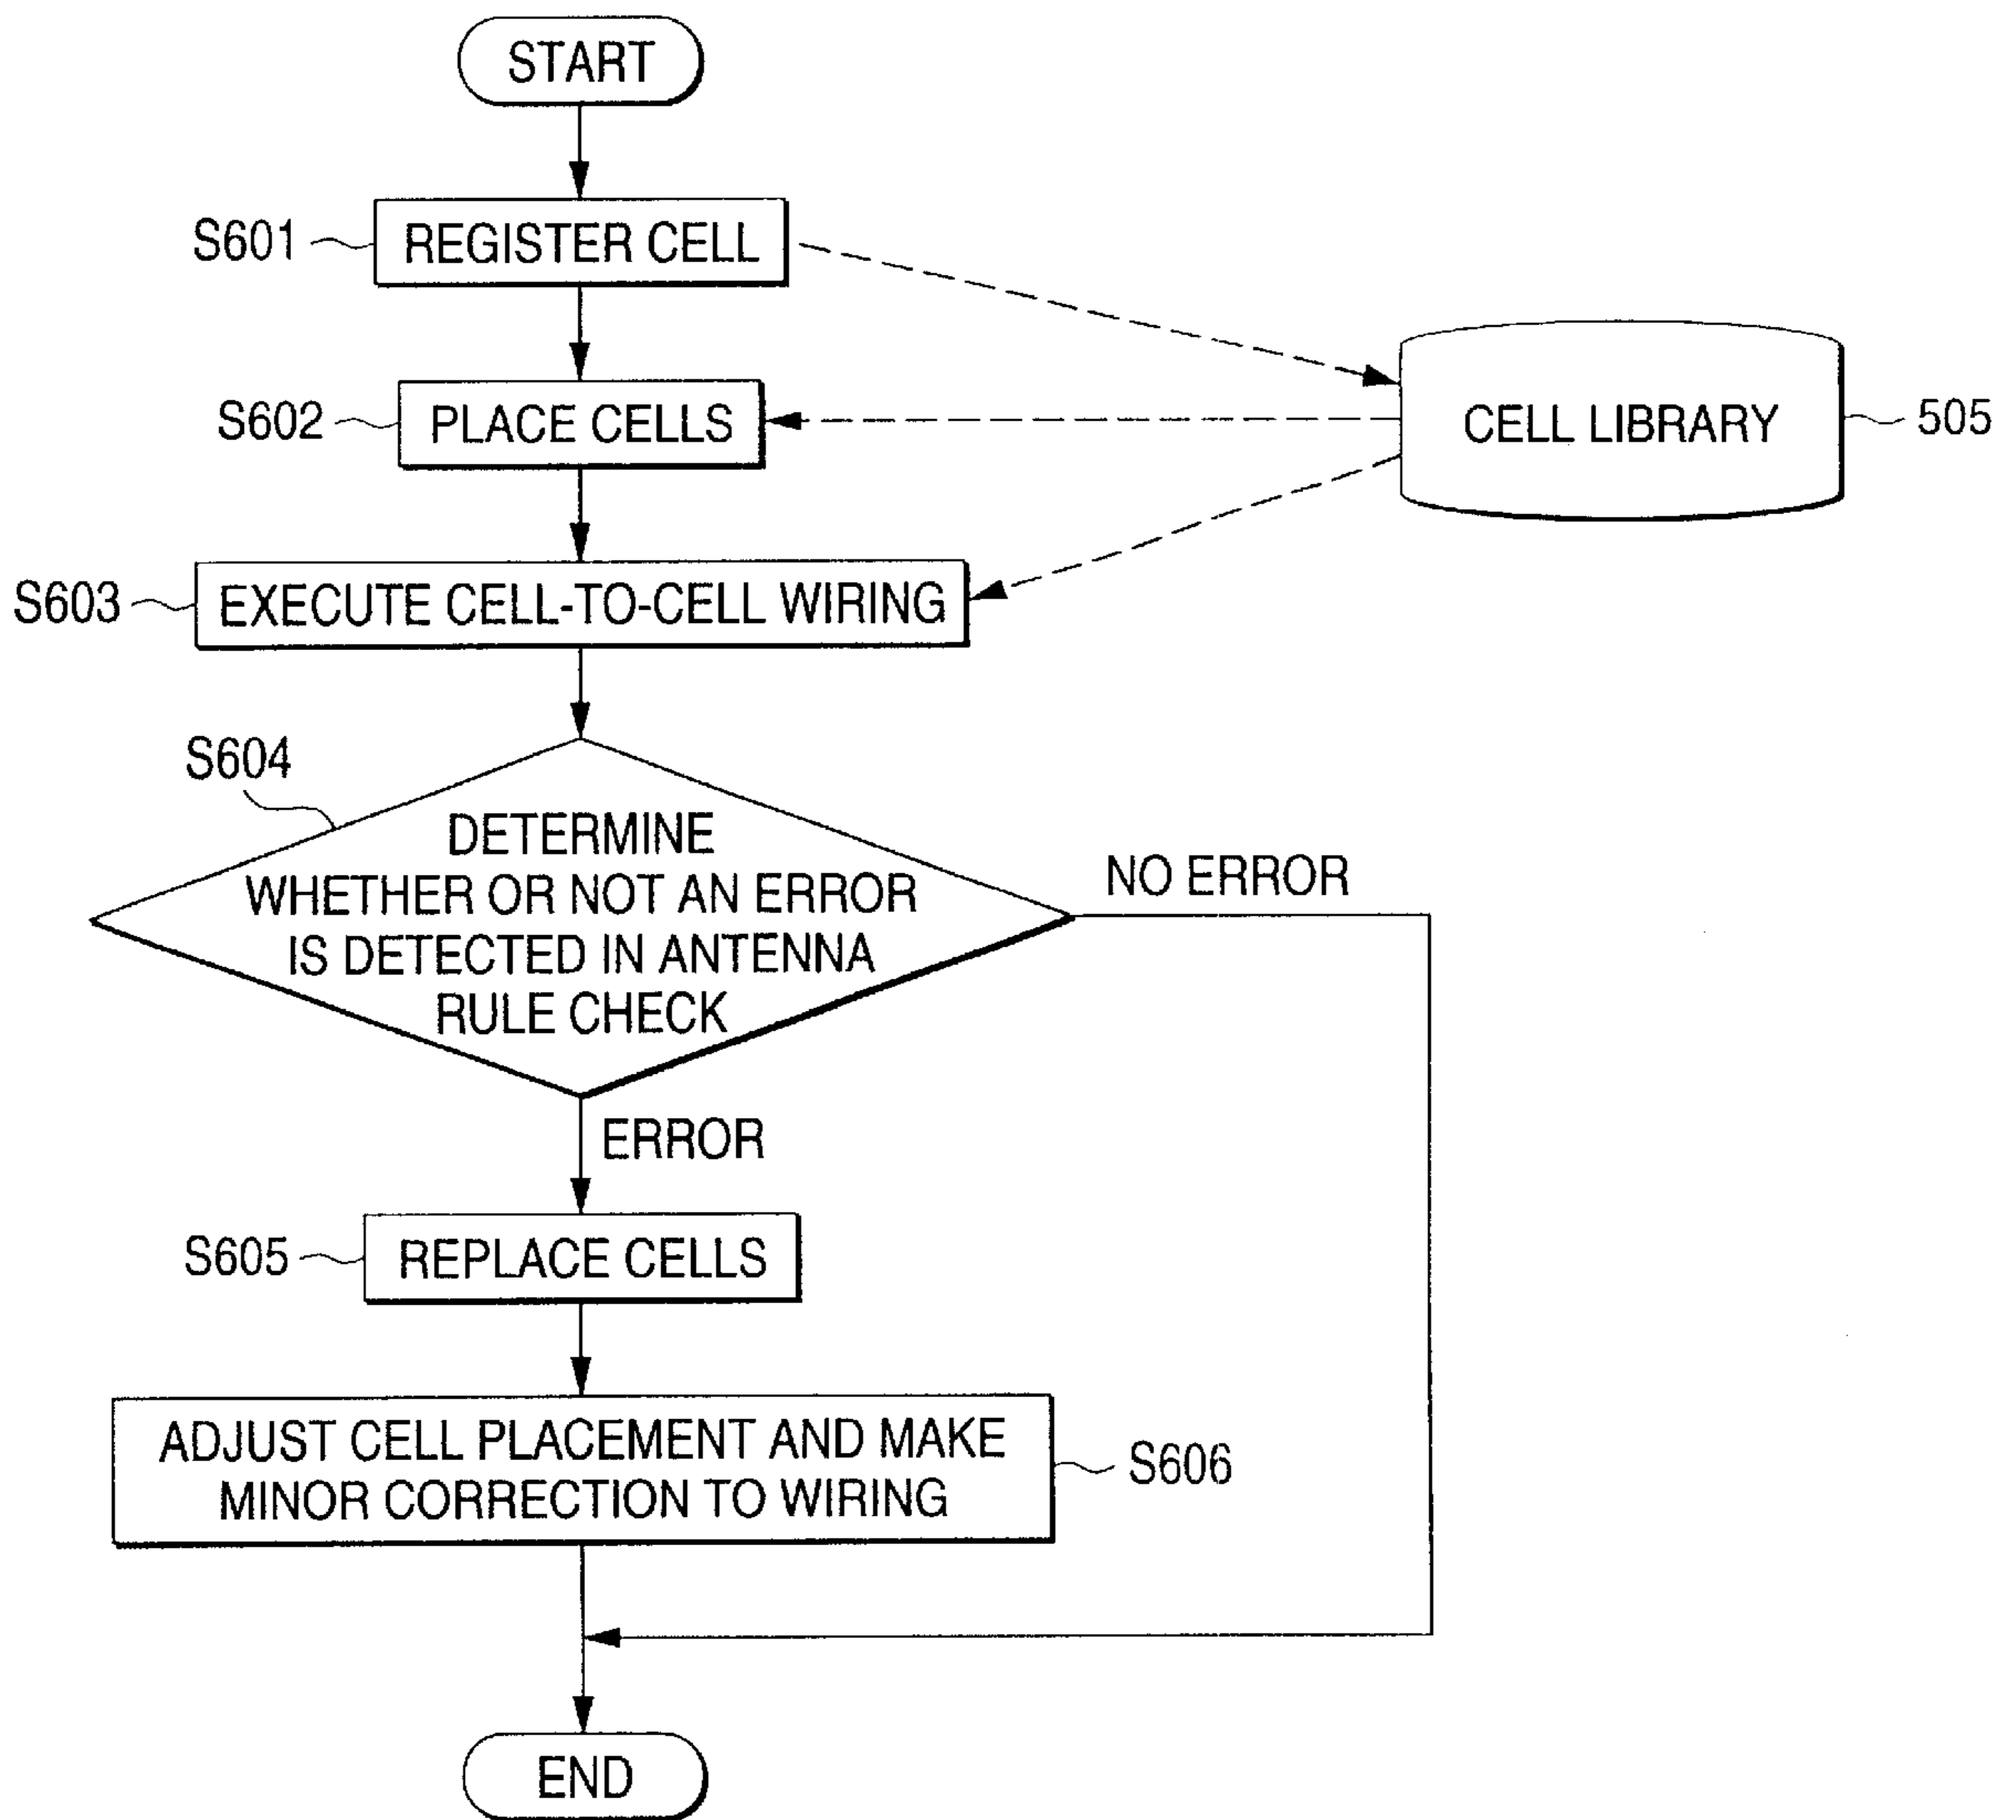 START
S601
REGISTER CELL
S602
PLACE CELLS
CELL LIBRARY
505
S603
EXECUTE CELL-TO-CELL WIRING
S604
DETERMINE
WHETHER OR NOT AN ERROR
IS DETECTED IN ANTENNA
RULE CHECK
NO ERROR
ERROR
S605
REPLACE CELLS
ADJUST CELL PLACEMENT AND MAKE
MINOR CORRECTION TO WIRING
S606
END